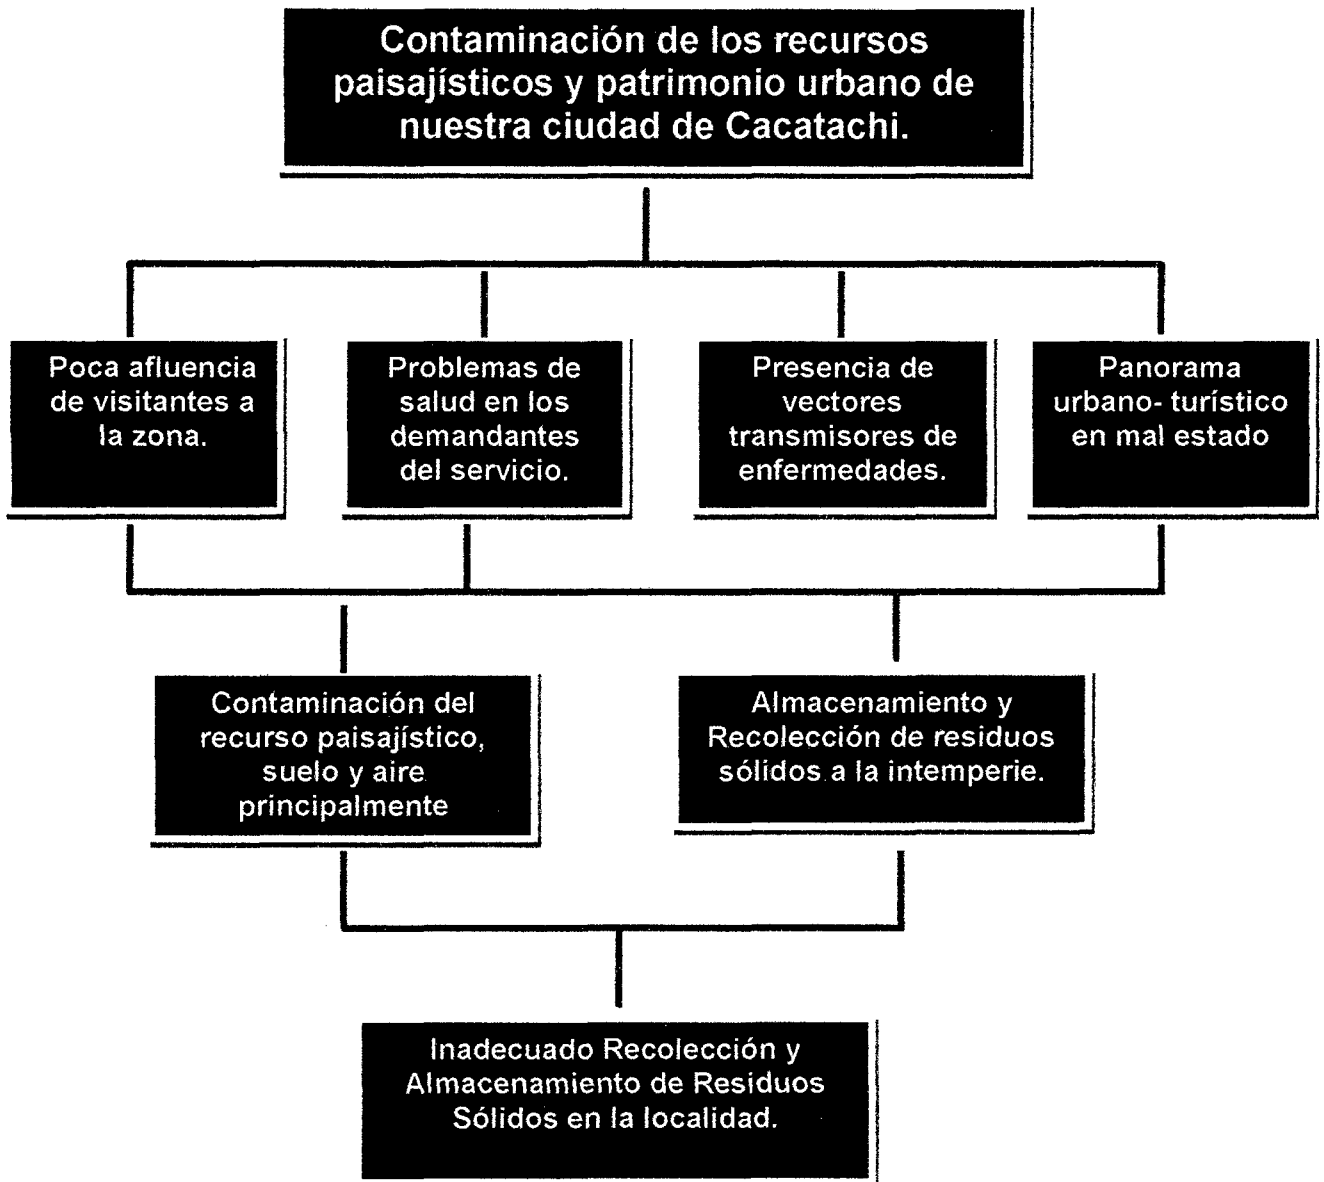 Contaminación de los recursos
paisajísticos y patrimonio urbano de
nuestra ciudad de Cacatachi.
Poca afluencia
de visitantes a
la zona.
Problemas de
salud en los
demandantes
del servicio.
Presencia de
vectores
transmisores de
enfermedades.
Panorama
urbano- turístico
en mal estado
Contaminación del
recurso paisajístico,
suelo y aire
principalmente
Almacenamiento y
Recolección de residuos
sólidos a la intemperie.
Inadecuado Recolección y
Almacenamiento de Residuos
Sólidos en la localidad.